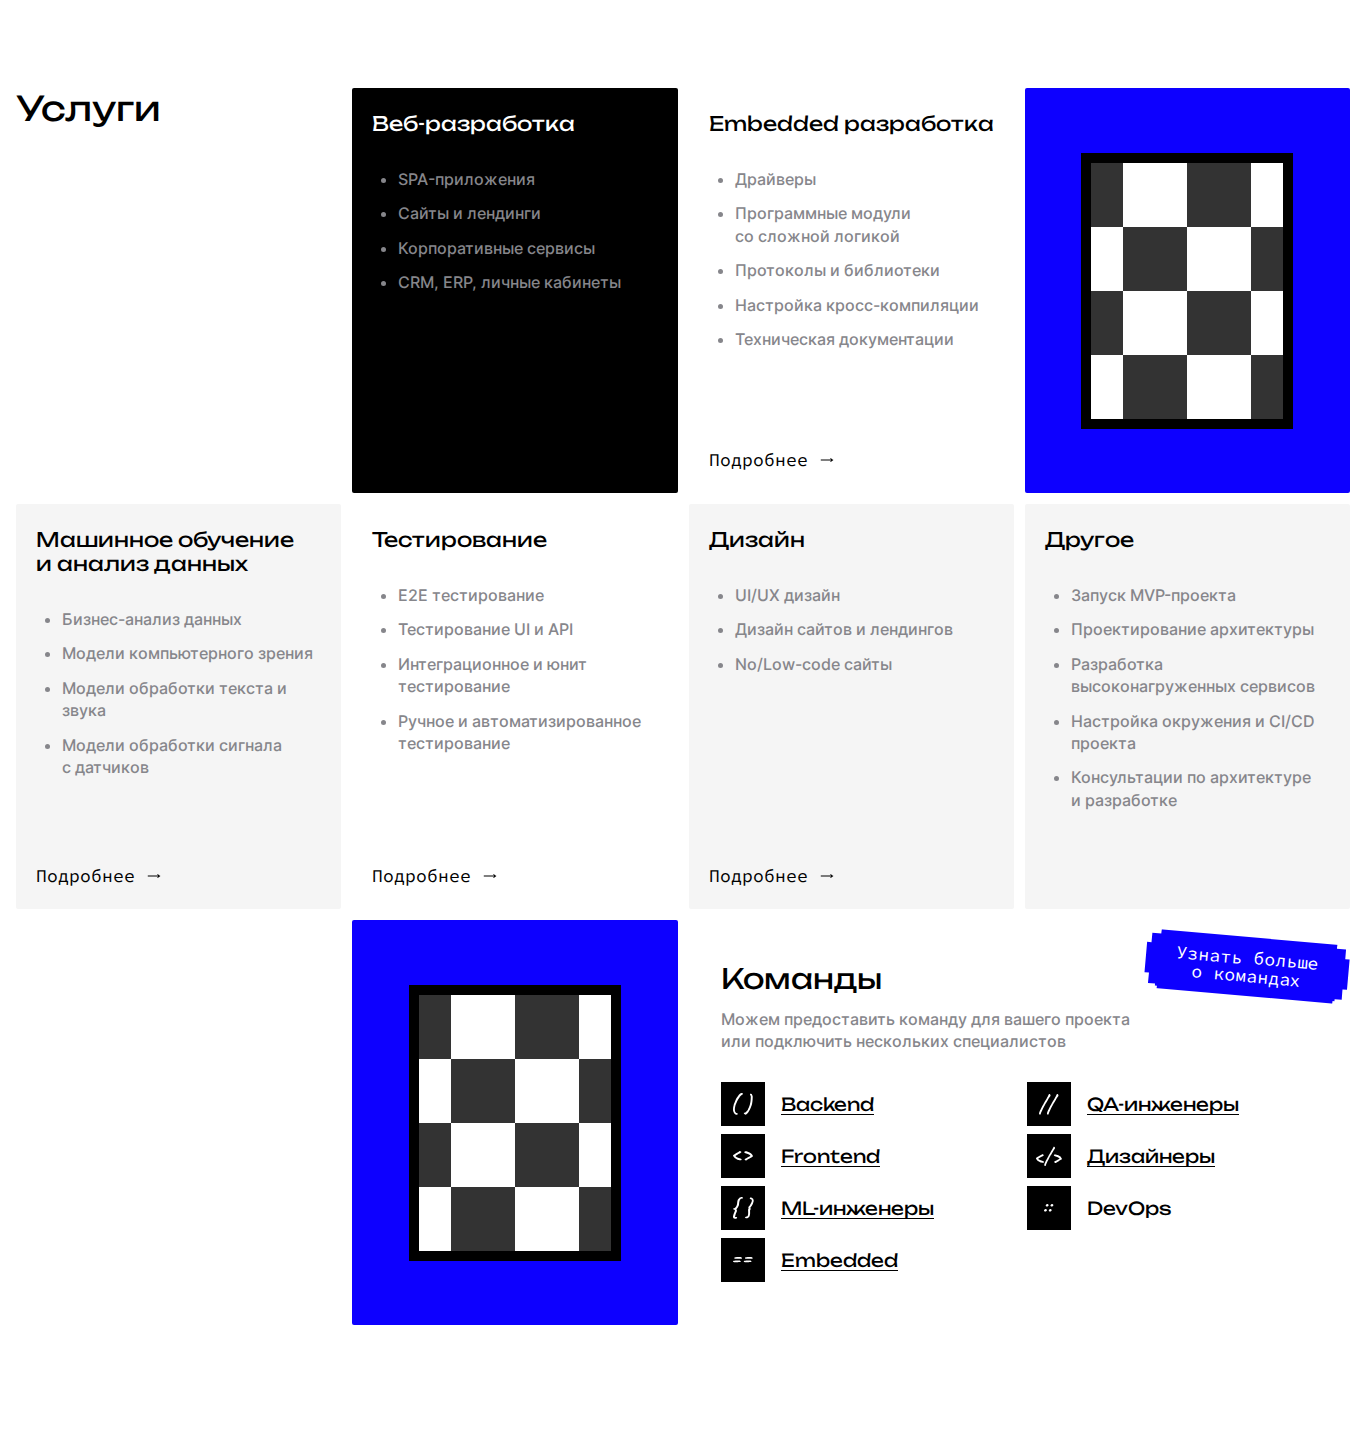 Услуги
Веб-разработка
SPA-приложения
Сайты и лендинги
Корпоративные сервисы
CRM, ERP, личные кабинеты
Embedded разработка
Драйверы
Программные модули
со сложной логикой
Протоколы и библиотеки
Настройка кросс-компиляции
Техническая документации
Подробнее →
Машинное обучение
и анализ данных
Бизнес-анализ данных
Модели компьютерного зрения
Модели обработки текста и
звука
Модели обработки сигнала
с датчиков
Подробнее →
Тестирование
E2E тестирование
Тестирование UI и API
Интеграционное и юнит
тестирование
Ручное и автоматизированное
тестирование
Подробнее →
Дизайн
UI/UX дизайн
Дизайн сайтов и лендингов
No/Low-code сайты
Подробнее →
Другое
Запуск MVP-проекта
Проектирование архитектуры
Разработка
высоконагруженных сервисов
Настройка окружения и CI/CD
проекта
Консультации по архитектуре
и разработке
Команды
Узнать больше
о командах
Можем предоставить команду для вашего проекта
или подключить нескольких специалистов
() Backend
<> Frontend
{} ML-инженеры
== Embedded
// QA-инженеры
</> Дизайнеры
:: DevOps